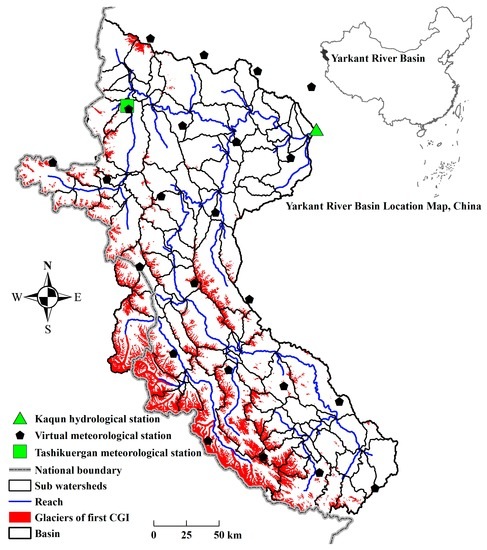 Yarkant River Basin
Yarkant River Basin Location Map, China
N
W
E
S
Kaqun hydrological station
Virtual meteorological station
Tashikuergan meteorological station
National boundary
Sub watersheds
Reach
Glaciers of first CGI
Basin
0 25 50 km